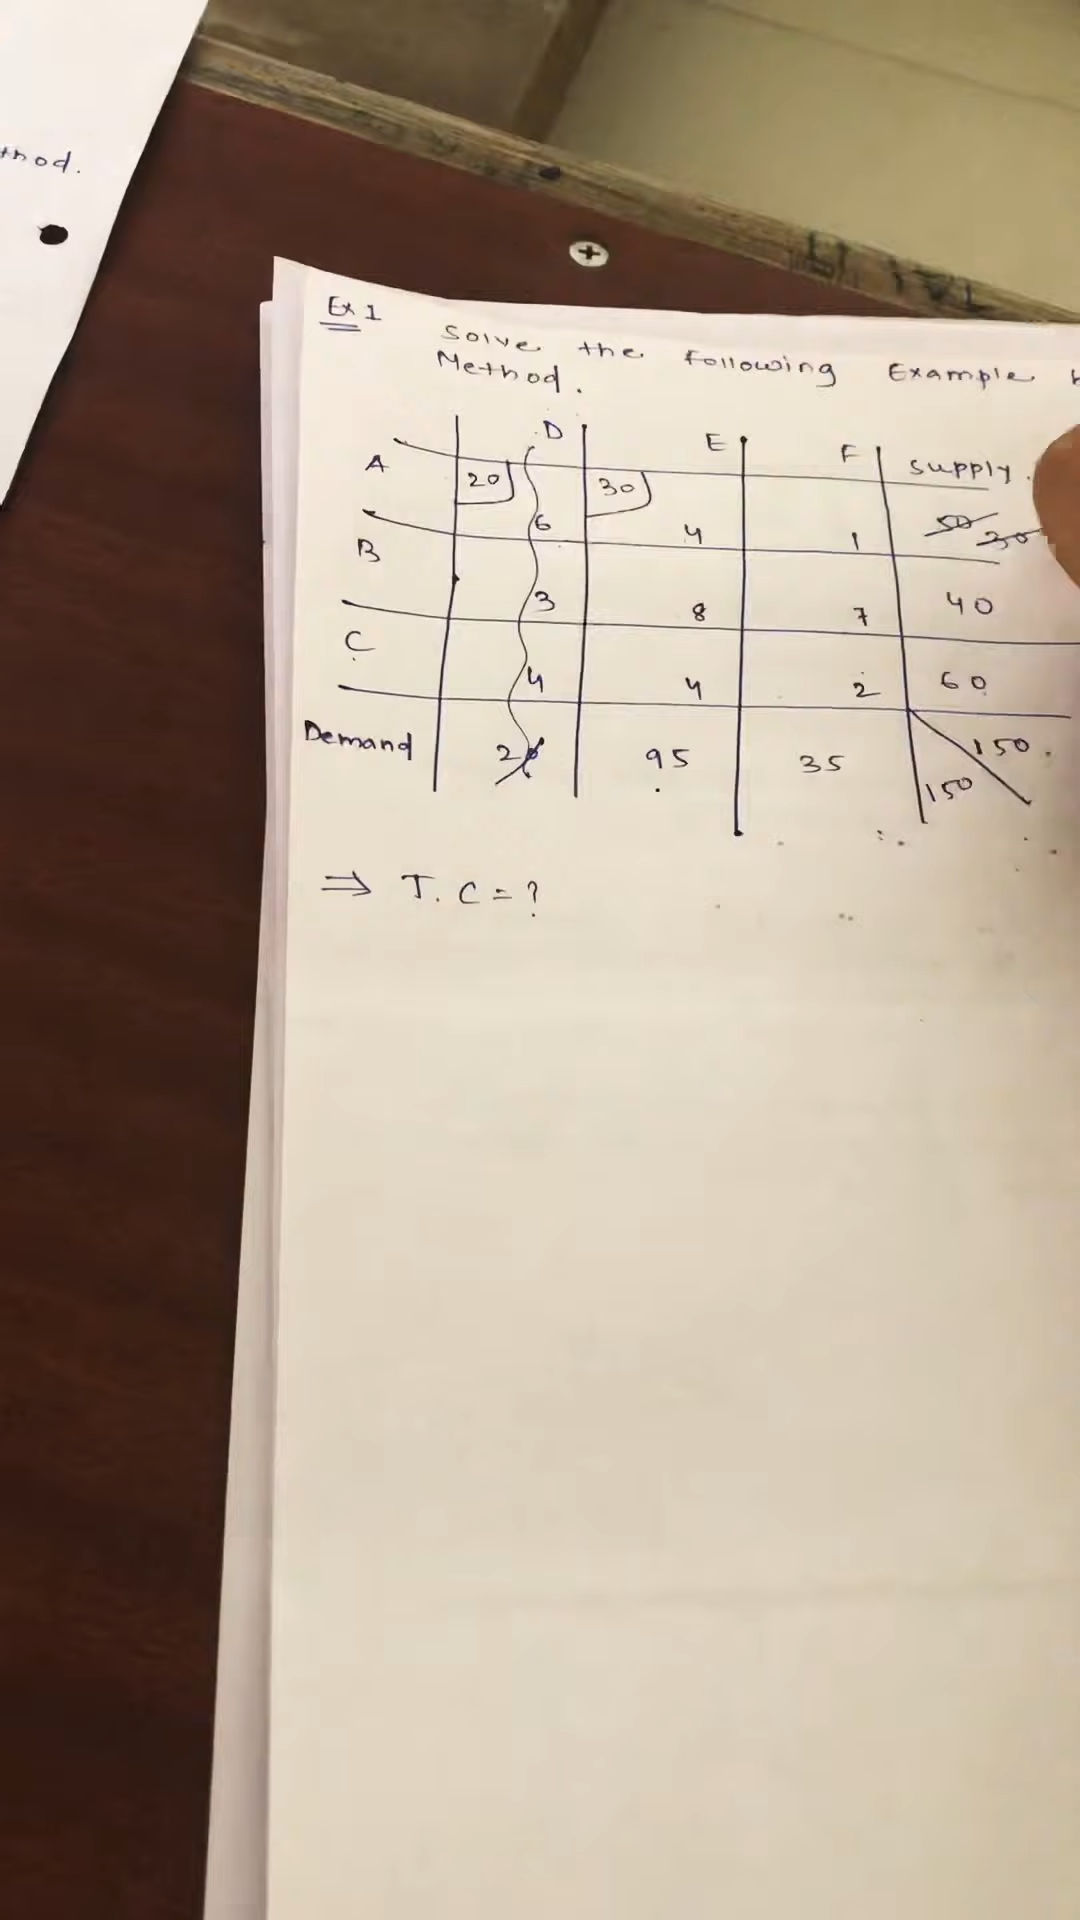 thod.
Ex 1
Solve the Following Example
Method.
D E F Supply.
A 20 6 30 4 1 50 30
B 3 8 7 40
C 4 4 2 60
Demand 20 95 35 150 150.
⇒ T. C = ?